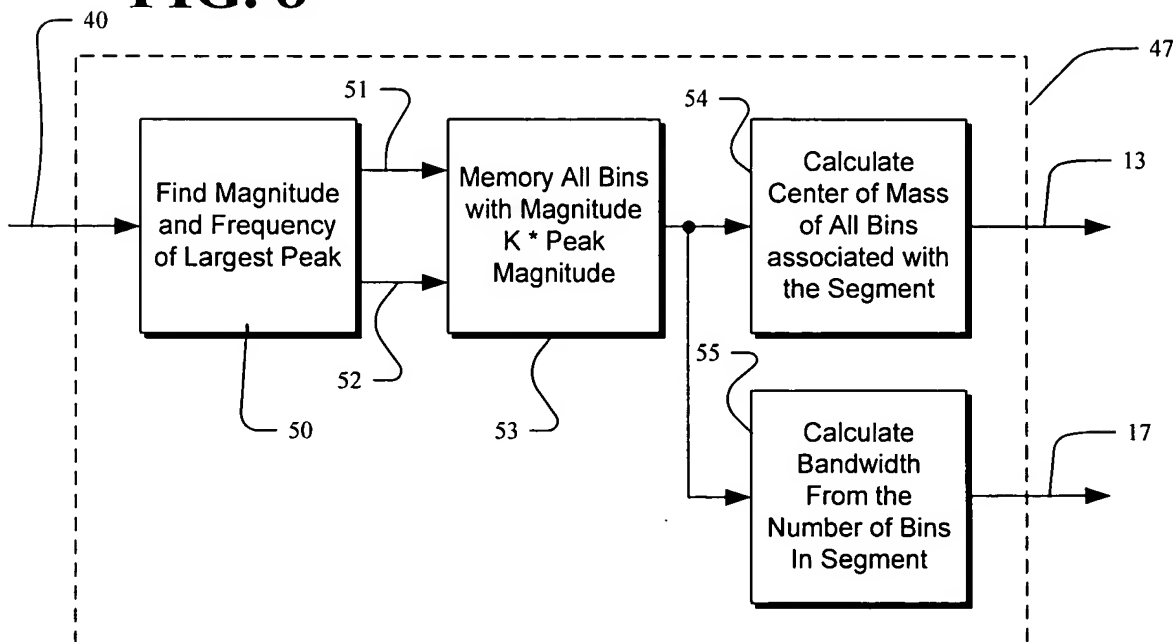 FIG. 6
40
47
51
54
13
Find Magnitude
and Frequency
of Largest Peak
Memory All Bins
with Magnitude
K * Peak
Magnitude
Calculate
Center of Mass
of All Bins
associated with
the Segment
52
55
50
53
17
Calculate
Bandwidth
From the
Number of Bins
In Segment